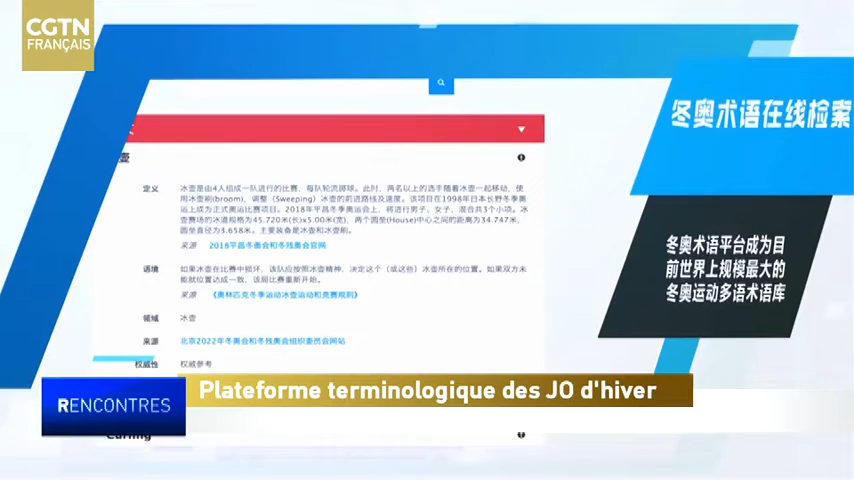 CGTN
FRANÇAIS
冬奥术语在线检索
定义
冰壶是由4人组成一队进行的比赛,每队轮流掷球。此时,两名以上的选手随着冰壶一起移动,使
用冰壶刷(broom),调整(Sweeping)冰壶的前进路线及速度。该项目在1998年日本长野冬季奥
运上成为正式奥运比赛项目。2018年平昌冬季奥运会上,将进行男子、女子、混合共3个小项。冰
壶赛场的冰道规格为45.720米(长)x5.00米(宽),两个圆垒(House)中心之间的距离为34.747米,
圆垒直径为3.658米。主要装备是冰壶和冰壶刷。
来源 2018平昌冬奥会和冬残奥会官网
冬奥术语平台成为目
前世界上规模最大的
冬奥运动多语术语库
语境
如果冰壶在比赛中损坏,该队应按照冰壶精神,决定这个(或这些)冰壶所在的位置。如果双方未
能就位置达成一致,该局比赛重新开始。
来源 《奥林匹克冬季运动冰壶运动和竞赛规则》
领域 冰壶
来源 北京2022年冬奥会和冬残奥会组织委员会网站
权威性 权威参考
Plateforme terminologique des JO d'hiver
RENCONTRES
Curling